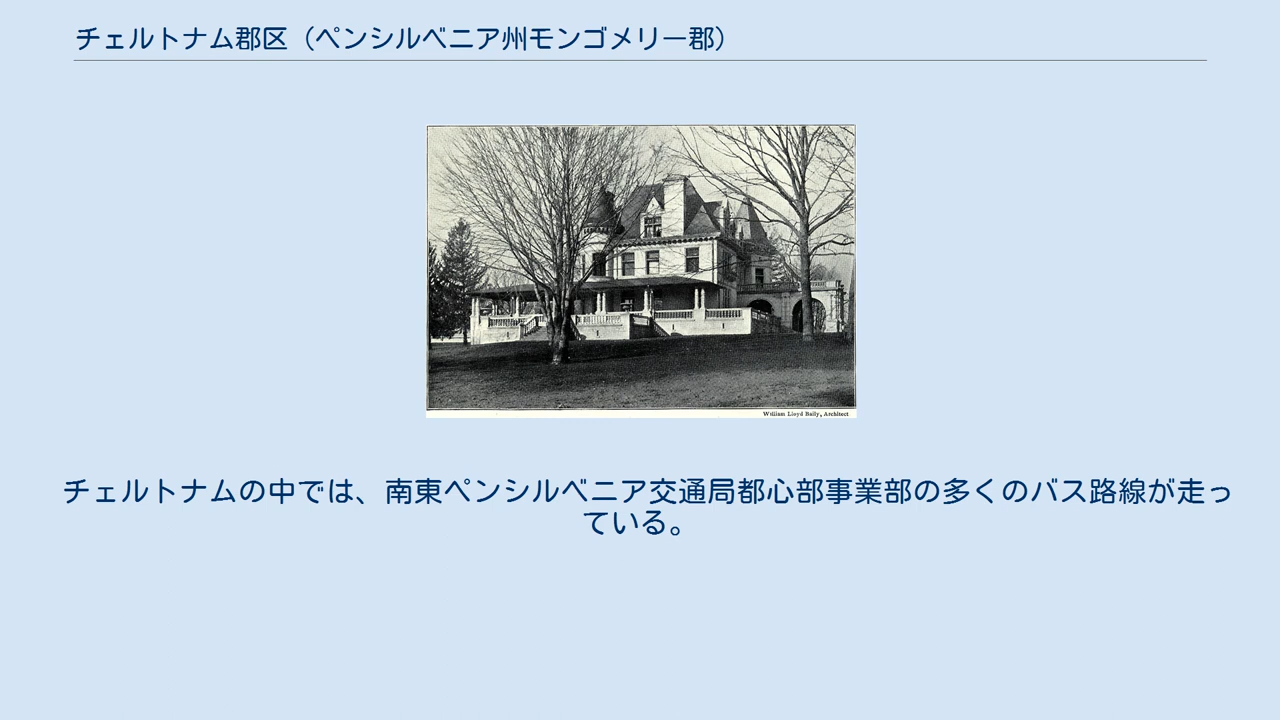 チェルトナム郡区（ペンシルベニア州モンゴメリー郡）
William Lloyd Baily, Architect
チェルトナムの中では、南東ペンシルベニア交通局都心部事業部の多くのバス路線が走っ
ている。